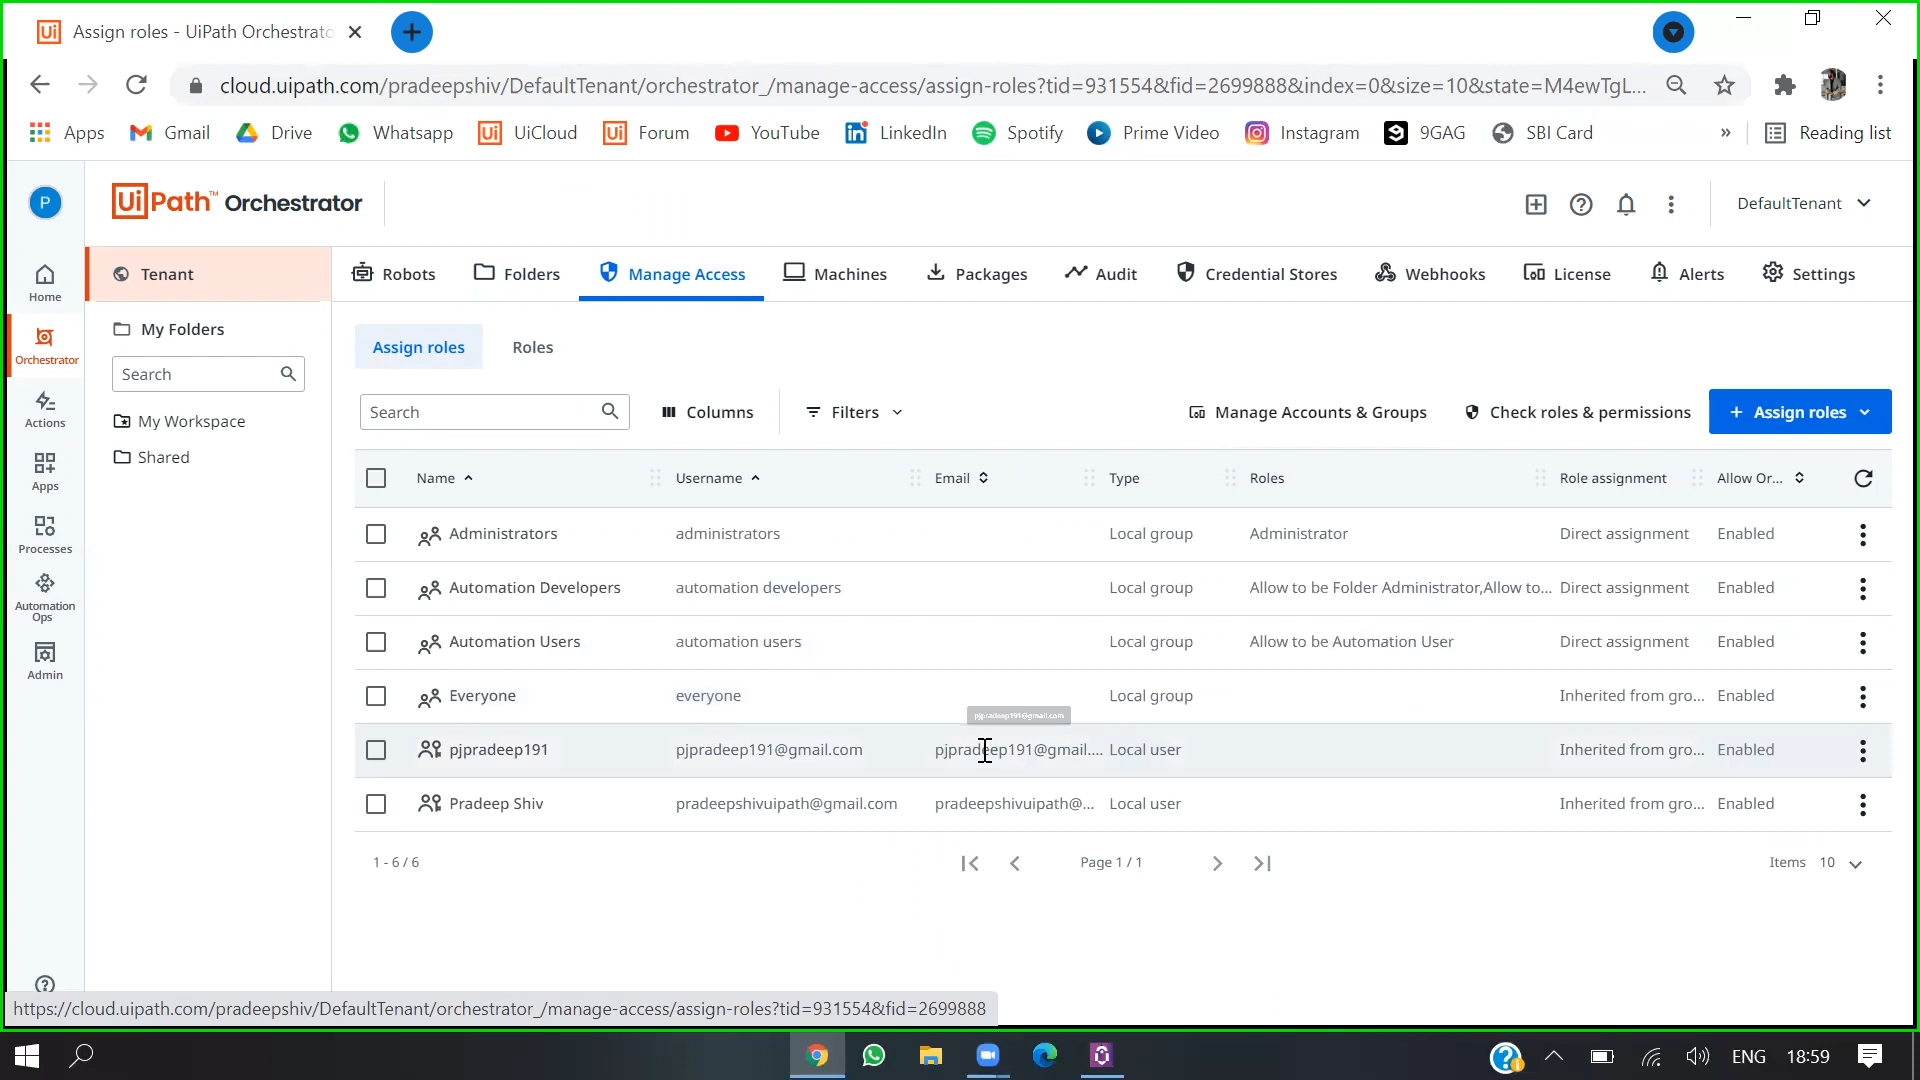 Assign roles - UiPath Orchestrato
cloud.uipath.com/pradeepshiv/DefaultTenant/orchestrator_/manage-access/assign-roles?tid=931554&fid=2699888&index=0&size=10&state=M4ewTgL...
Apps Gmail Drive Whatsapp UiCloud Forum YouTube LinkedIn Spotify Prime Video Instagram 9GAG SBI Card » Reading list
P
UiPath™ Orchestrator
DefaultTenant
Home
Orchestrator
Actions
Apps
Processes
Automation
Ops
Admin
Tenant
My Folders
Search
My Workspace
Shared
Robots Folders Manage Access Machines Packages Audit Credential Stores Webhooks License Alerts Settings
Assign roles Roles
Search Columns Filters Manage Accounts & Groups Check roles & permissions + Assign roles
Name Username Email Type Roles Role assignment Allow Or...
Administrators administrators Local group Administrator Direct assignment Enabled
Automation Developers automation developers Local group Allow to be Folder Administrator,Allow to... Direct assignment Enabled
Automation Users automation users Local group Allow to be Automation User Direct assignment Enabled
Everyone everyone Local group Inherited from gro... Enabled
pjpradeep191@gmail.com
pjpradeep191 pjpradeep191@gmail.com pjpradeep191@gmail.... Local user Inherited from gro... Enabled
Pradeep Shiv pradeepshivuipath@gmail.com pradeepshivuipath@... Local user Inherited from gro... Enabled
1 - 6 / 6 Page 1 / 1 Items 10
https://cloud.uipath.com/pradeepshiv/DefaultTenant/orchestrator_/manage-access/assign-roles?tid=931554&fid=2699888
ENG 18:59